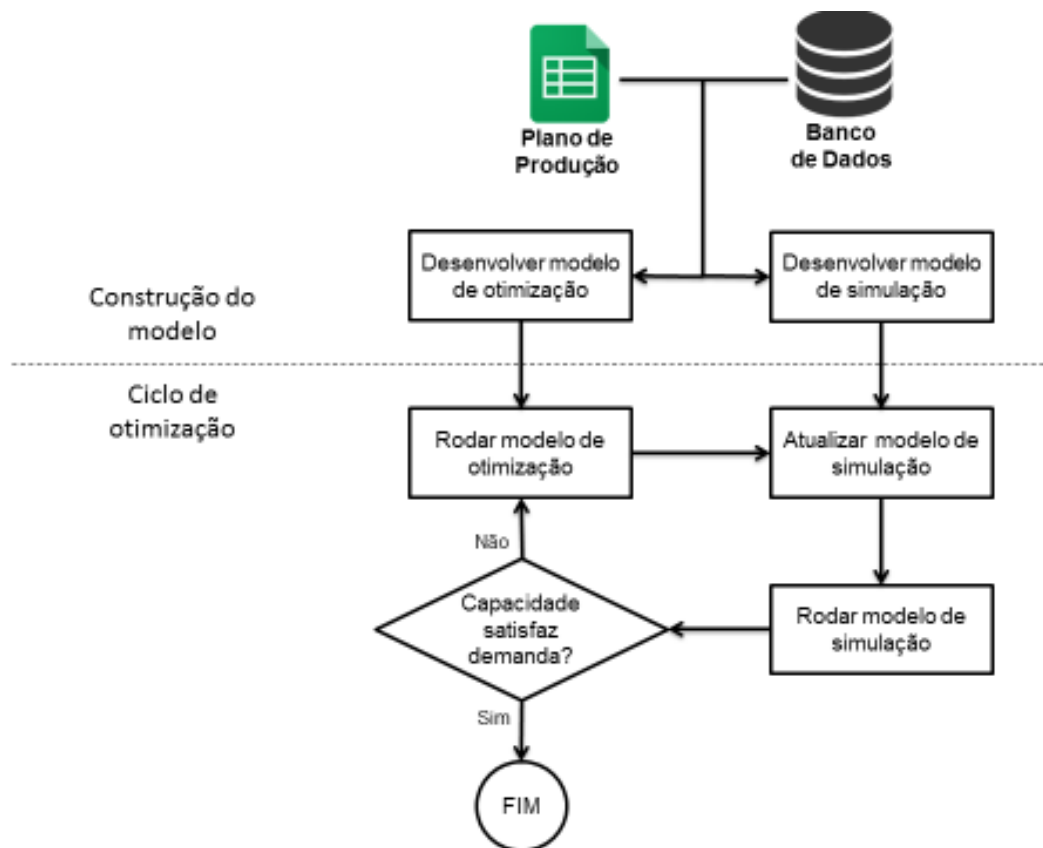 Plano de
Produção
Banco
de Dados
Desenvolver modelo
de otimização
Desenvolver modelo
de simulação
Construção do
modelo
Ciclo de
otimização
Rodar modelo de
otimização
Atualizar modelo de
simulação
Não
Capacidade
satisfaz
demanda?
Rodar modelo de
simulação
Sim
FIM